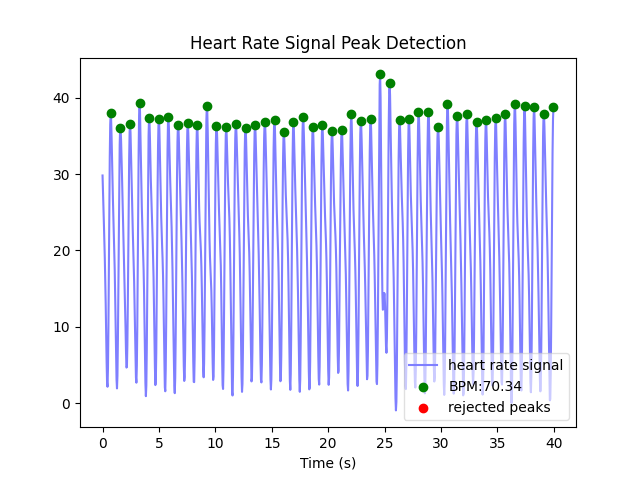 Heart Rate Signal Peak Detection
40
30
20
10
0
heart rate signal
BPM:70.34
rejected peaks
0 5 10 15 20 25 30 35 40
Time (s)